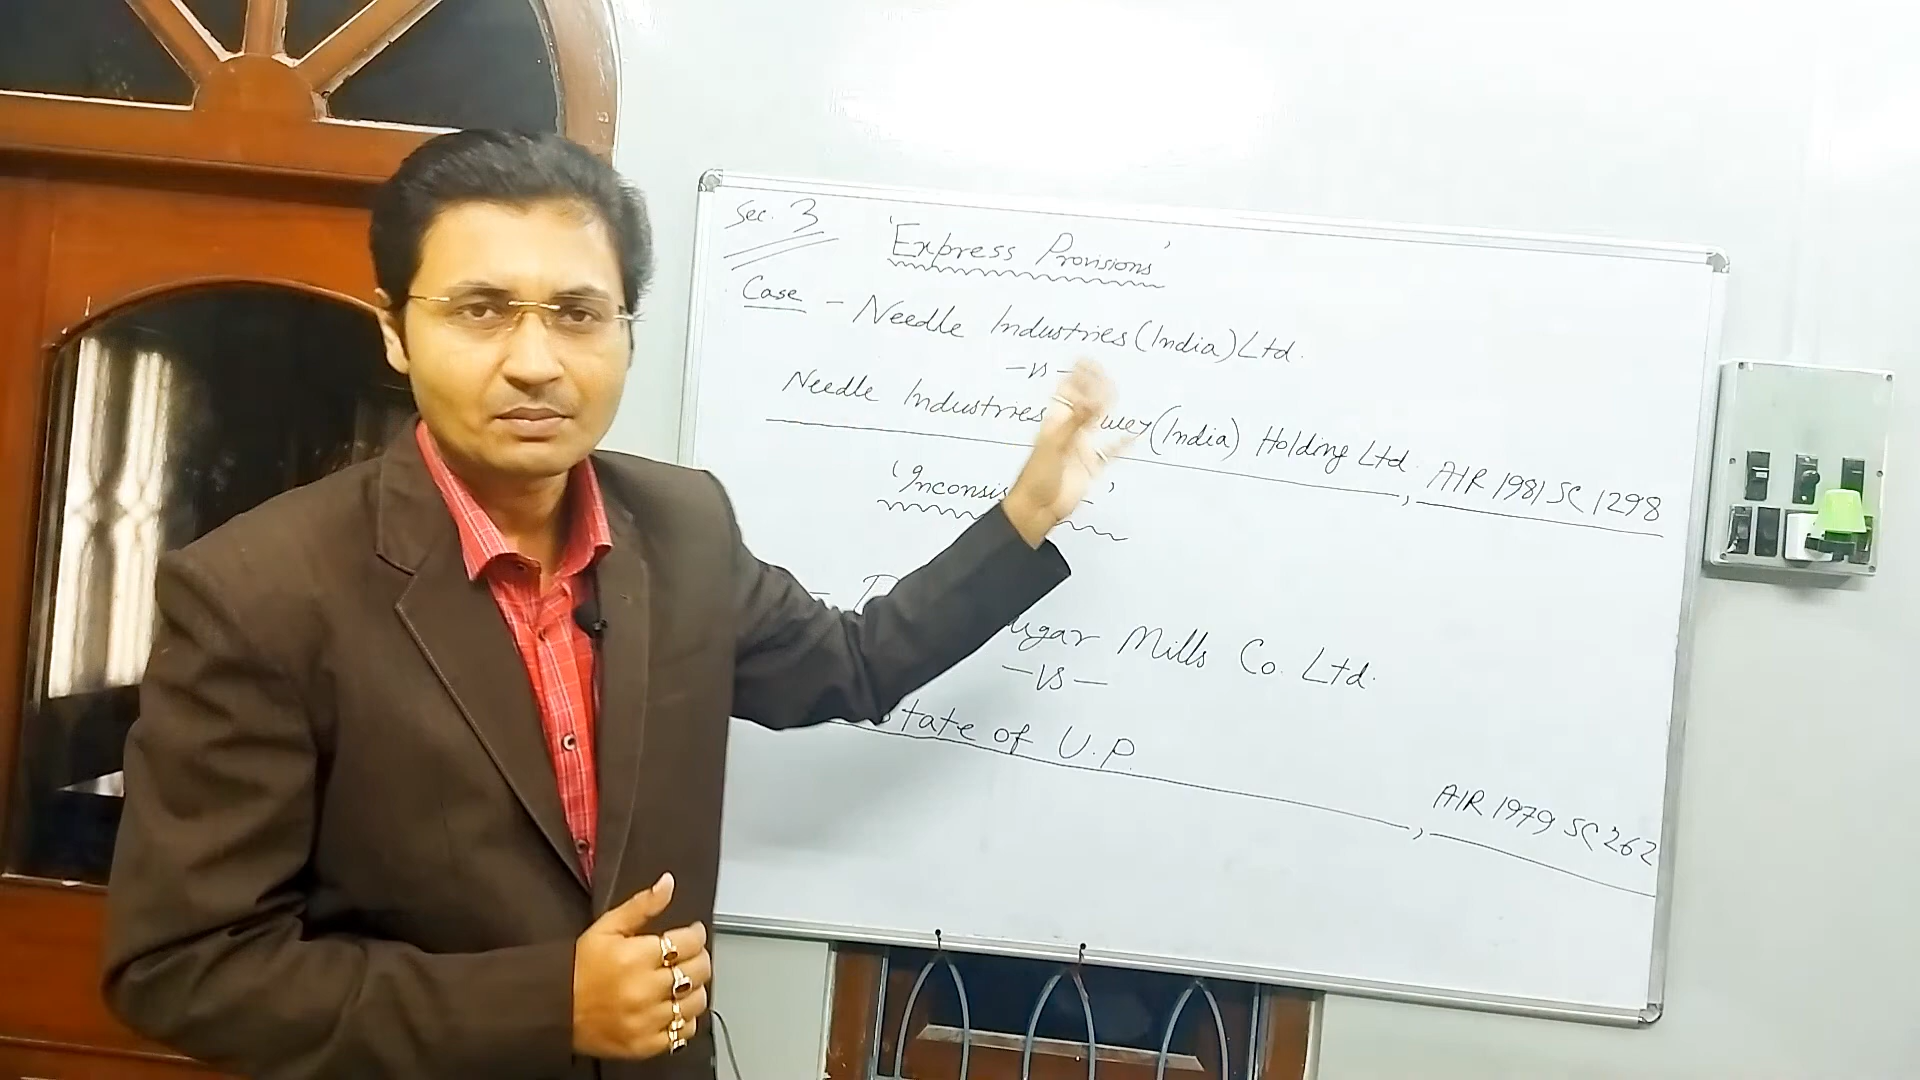 Sec. 3 'Express Provisions'
Case - Needle Industries (India) Ltd.
-vs-
Needle Industries (India) Holding Ltd., AIR 1981 SC 1298
Mills Co. Ltd.
-VS-
State of U.P., AIR 1979 SC 262